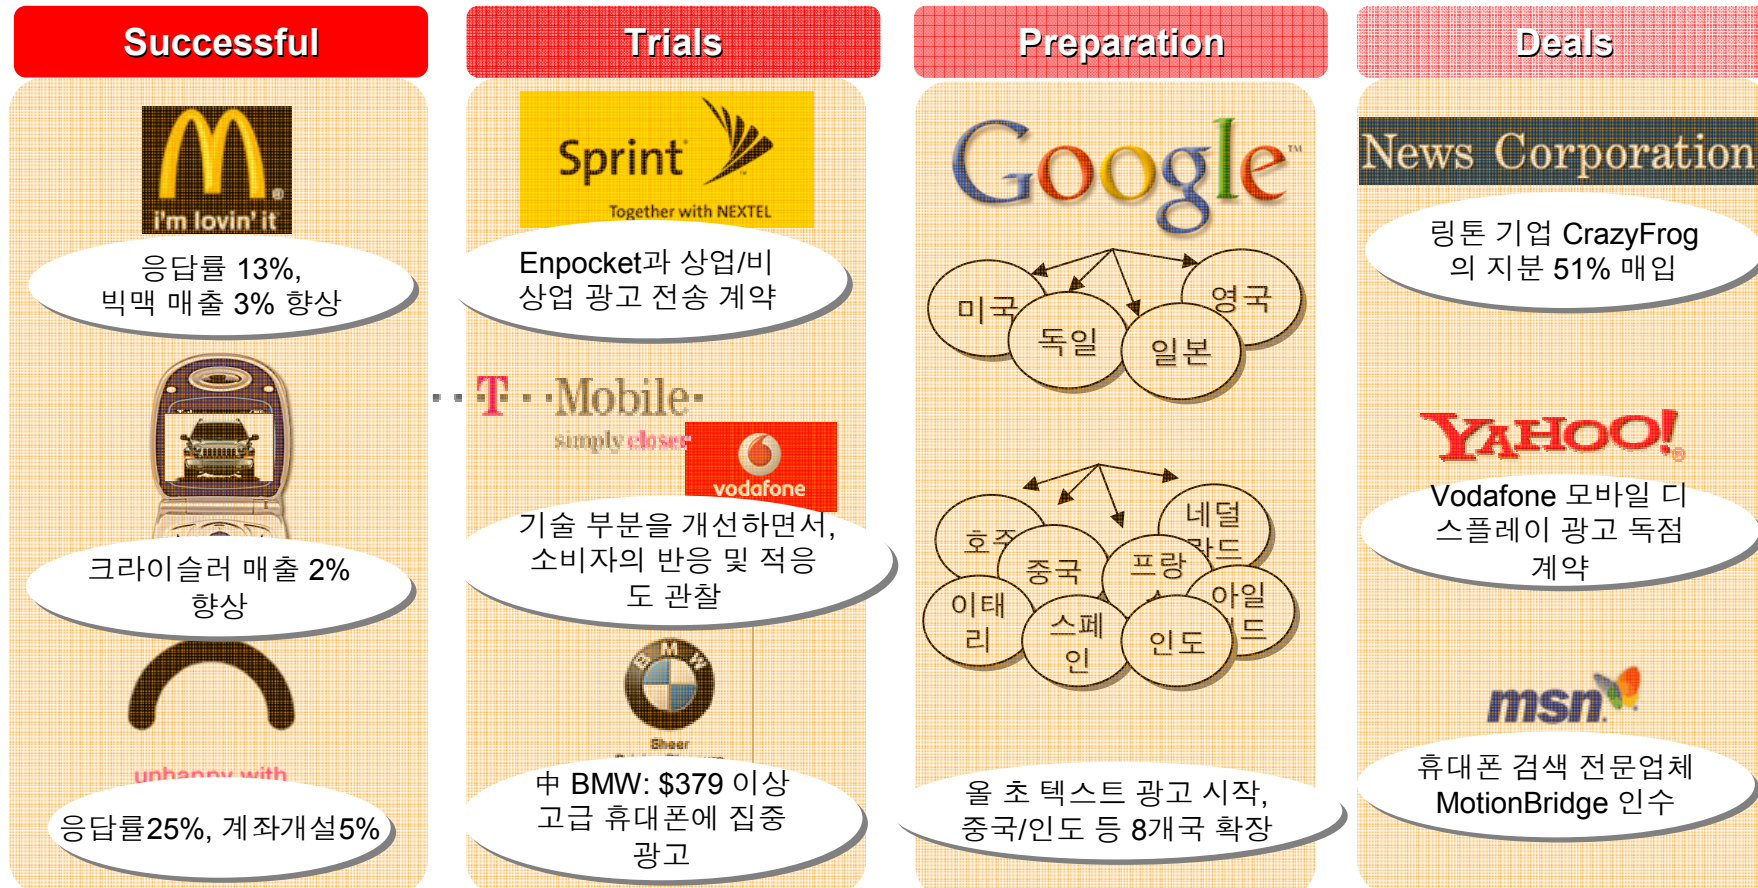 Successful
i'm lovin' it
응답률 13%,
빅맥 매출 3% 향상
크라이슬러 매출 2%
향상
unhappy with
응답률25%, 계좌개설5%
Trials
Sprint
Together with NEXTEL
Enpocket과 상업/비
상업 광고 전송 계약
T Mobile
simply closer
vodafone
기술 부분을 개선하면서,
소비자의 반응 및 적응
도 관찰
BMW
Sheer
中 BMW: $379 이상
고급 휴대폰에 집중
광고
Preparation
Google™
미국
영국
독일
일본
호주
네덜
란드
중국
프랑
이태
리
아일
스페
인
인도
올 초 텍스트 광고 시작,
중국/인도 등 8개국 확장
Deals
News Corporation
링톤 기업 CrazyFrog
의 지분 51% 매입
YAHOO!®
Vodafone 모바일 디
스플레이 광고 독점
계약
msn
휴대폰 검색 전문업체
MotionBridge 인수